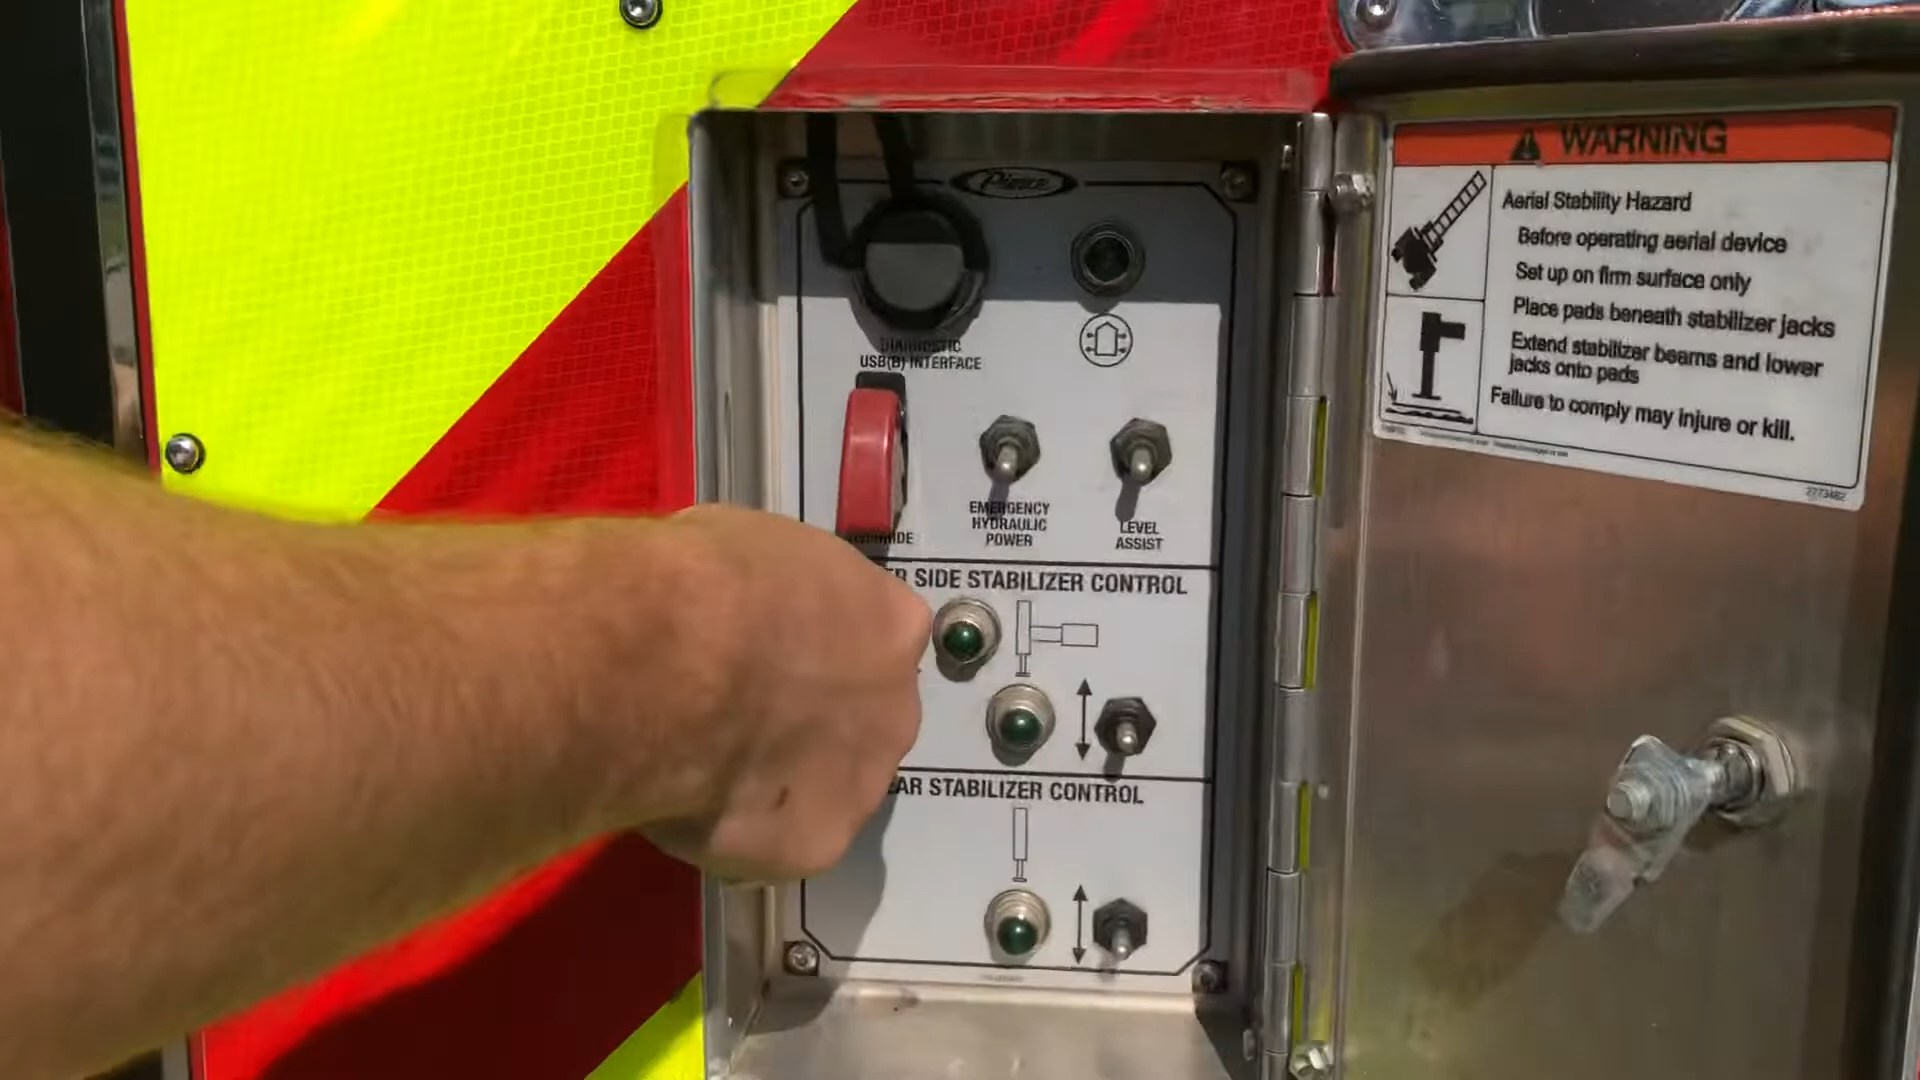 Pierce
DIAGNOSTIC
USB(B) INTERFACE
EMERGENCY
HYDRAULIC
POWER
LEVEL
ASSIST
SIDE STABILIZER CONTROL
STABILIZER CONTROL
WARNING
Aerial Stability Hazard
Before operating aerial device
Set up on firm surface only
Place pads beneath stabilizer jacks
Extend stabilizer beams and lower
jacks onto pads
Failure to comply may injure or kill.